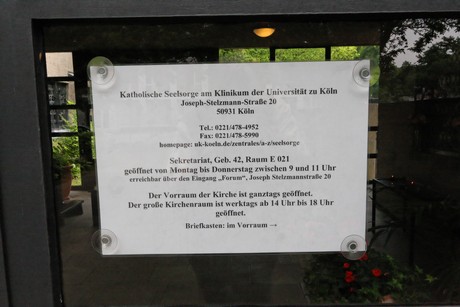 Katholische Seelsorge am Klinikum der Universität zu Köln
Joseph-Stelzmann-Straße 20
50931 Köln
Tel.: 0221/478-4952
Fax: 0221/478-5990
homepage: uk-koeln.de/zentrales/a-z/seeborge
Sekretariat, Geb. 42, Raum E 021
geöffnet von Montag bis Donnerstag zwischen 9 und 11 Uhr
erreichbar über den Eingang „Forum“, Joseph Stelzmannstraße 20
Der Vorraum der Kirche ist ganztags geöffnet.
Der große Kirchenraum ist werktags ab 14 Uhr bis 18 Uhr
geöffnet.
Briefkasten: im Vorraum →